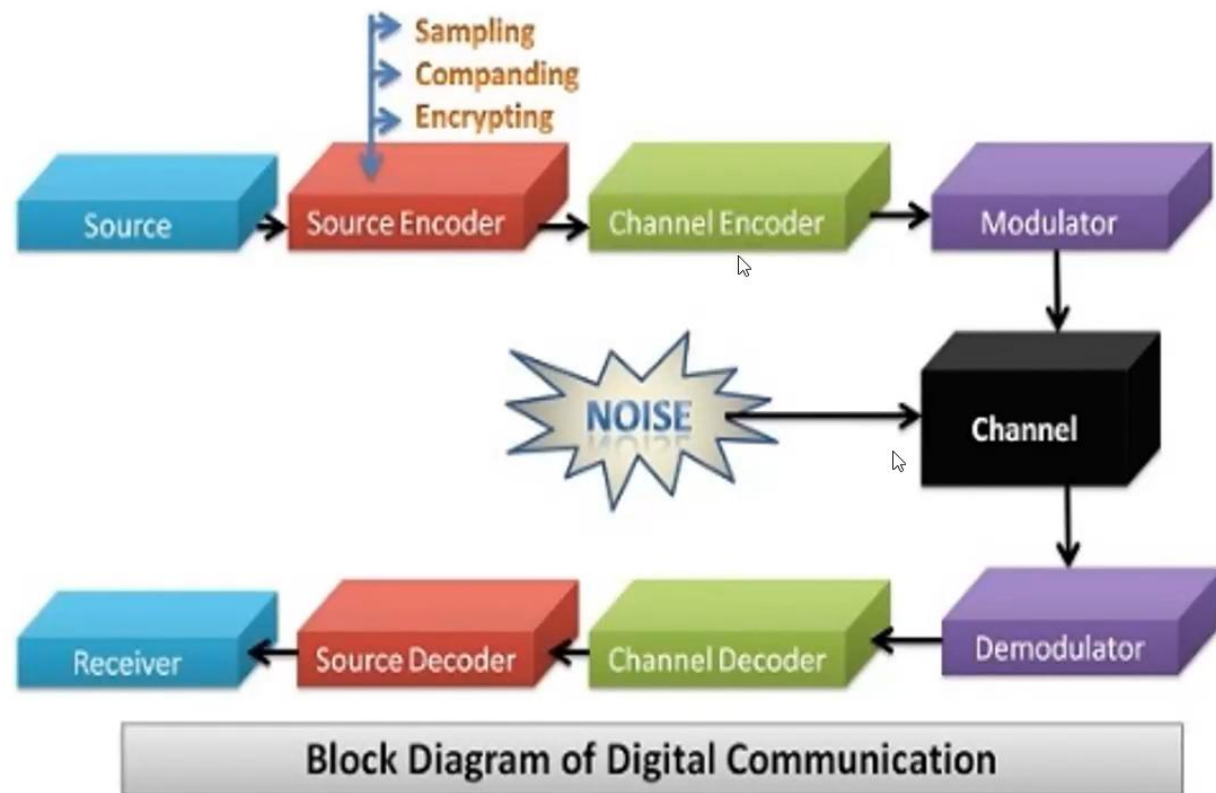 Sampling
Companding
Encrypting
Source
Source Encoder
Channel Encoder
Modulator
NOISE
Channel
Receiver
Source Decoder
Channel Decoder
Demodulator
Block Diagram of Digital Communication